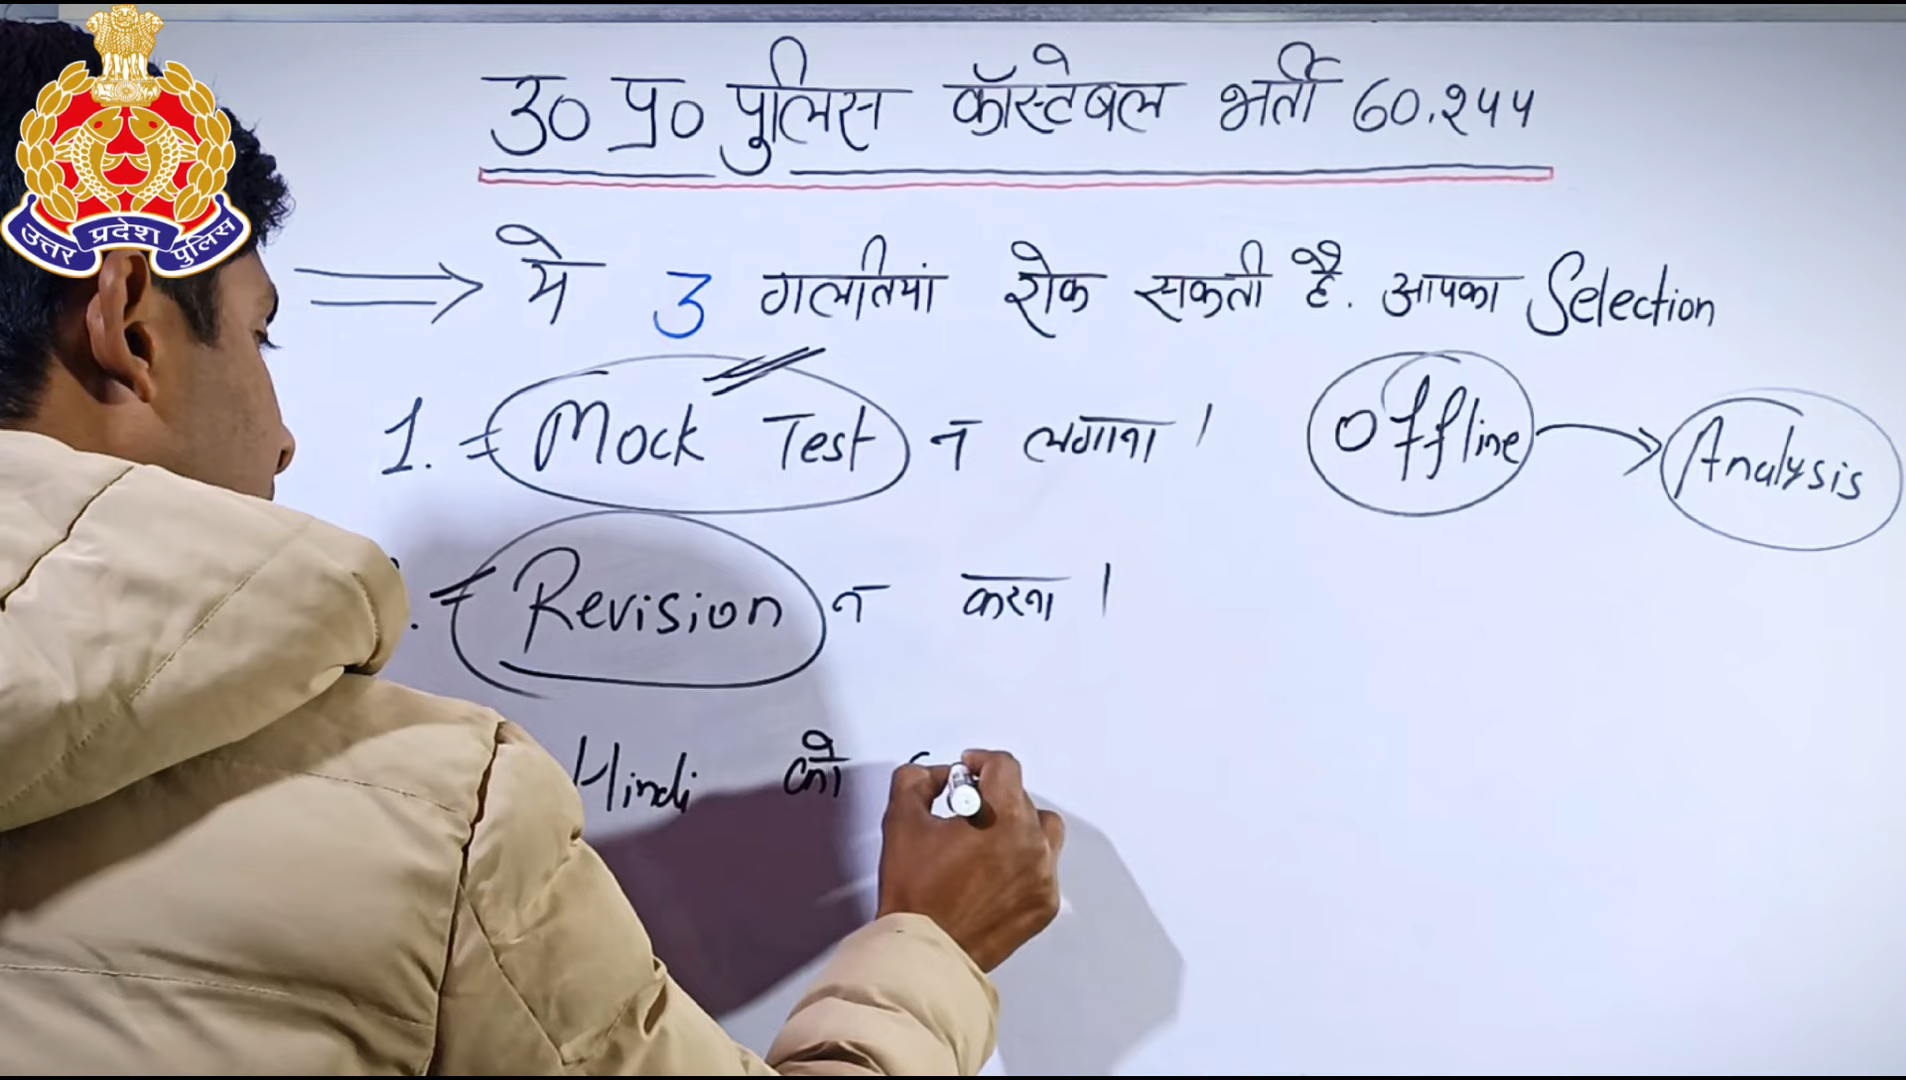 उत्तर प्रदेश पुलिस
उ० प्र० पुलिस कॉस्टेबल भर्ती 60,२५५
ये 3 गलतियां रोक सकती है. आपका Selection
1. Mock Test न लगाना । Offline Analysis
Revision न करना ।
Hindi को